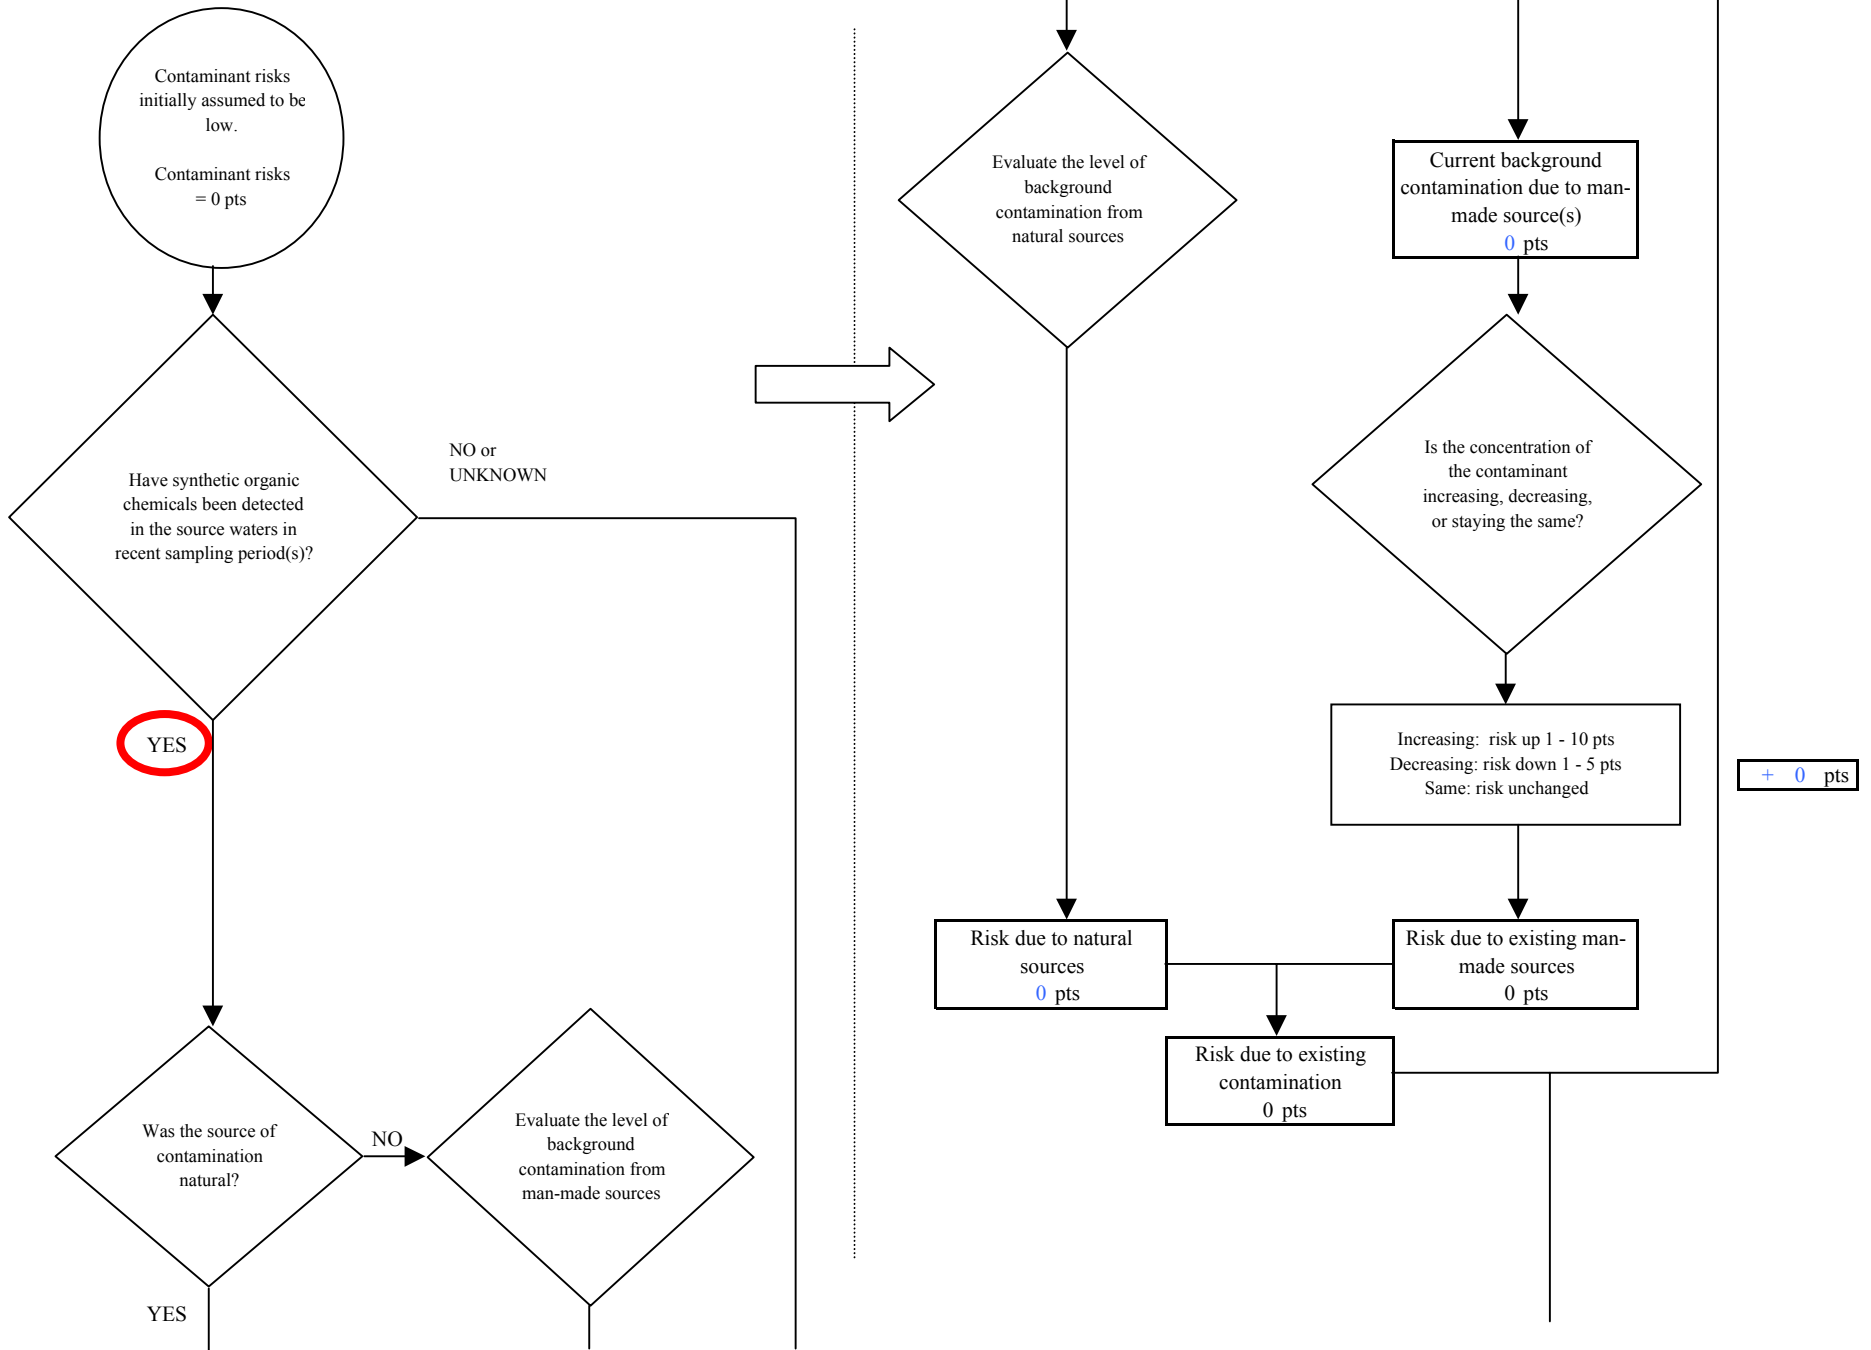 Contaminant risks
initially assumed to be
low.
Contaminant risks
= 0 pts
Have synthetic organic
chemicals been detected
in the source waters in
recent sampling period(s)?
NO or
UNKNOWN
YES
Was the source of
contamination
natural?
NO
YES
Evaluate the level of
background
contamination from
man-made sources
Evaluate the level of
background
contamination from
natural sources
Current background
contamination due to man-
made source(s)
0 pts
Is the concentration of
the contaminant
increasing, decreasing,
or staying the same?
Increasing: risk up 1 - 10 pts
Decreasing: risk down 1 - 5 pts
Same: risk unchanged
+ 0 pts
Risk due to natural
sources
0 pts
Risk due to existing man-
made sources
0 pts
Risk due to existing
contamination
0 pts